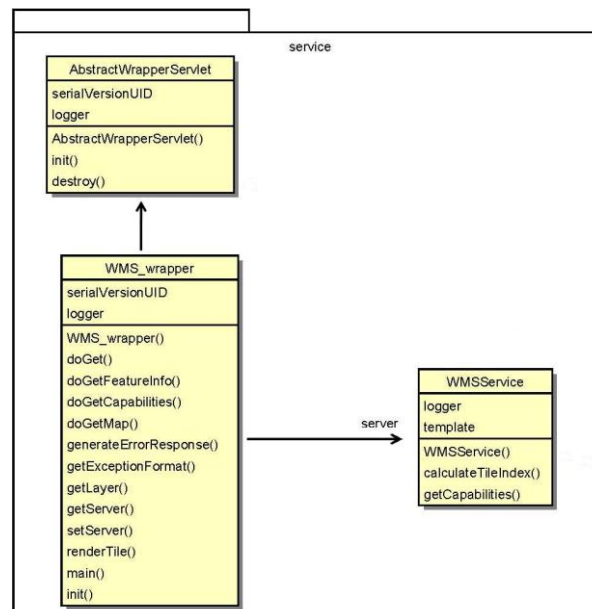 service
AbstractWrapperServlet
serialVersionUID
logger
AbstractWrapperServlet()
init()
destroy()
WMS_wrapper
serialVersionUID
logger
WMS_wrapper()
doGet()
doGetFeatureInfo()
doGetCapabilities()
doGetMap()
generateErrorResponse()
getExceptionFormat()
getLayer()
getServer()
setServer()
renderTile()
main()
init()
server
WMSService
logger
template
WMSService()
calculateTileIndex()
getCapabilities()